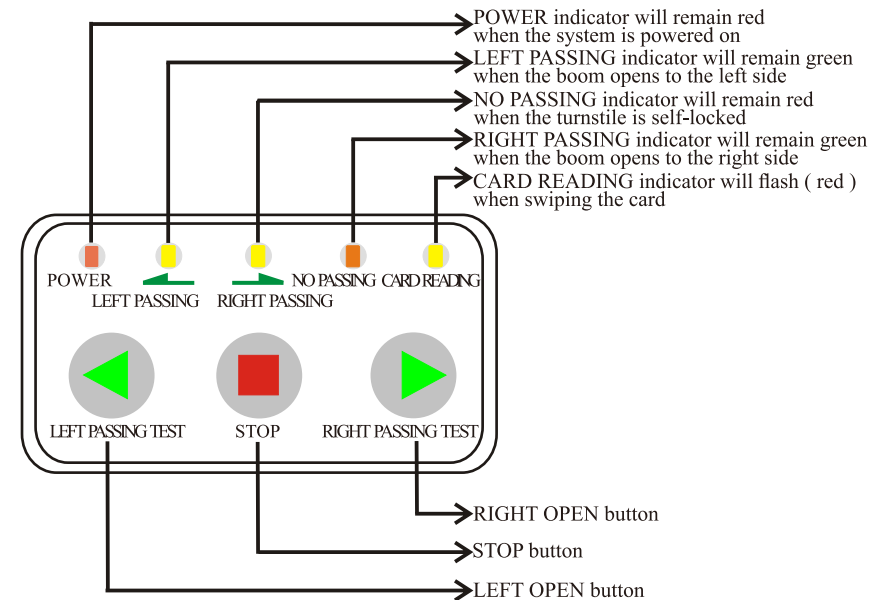 POWER indicator will remain red
when the system is powered on
LEFT PASSING indicator will remain green
when the boom opens to the left side
NO PASSING indicator will remain red
when the turnstile is self-locked
RIGHT PASSING indicator will remain green
when the boom opens to the right side
CARD READING indicator will flash ( red )
when swiping the card
POWER
LEFT PASSING
RIGHT PASSING
NO PASSING
CARD READING
LEFT PASSING TEST
STOP
RIGHT PASSING TEST
RIGHT OPEN button
STOP button
LEFT OPEN button